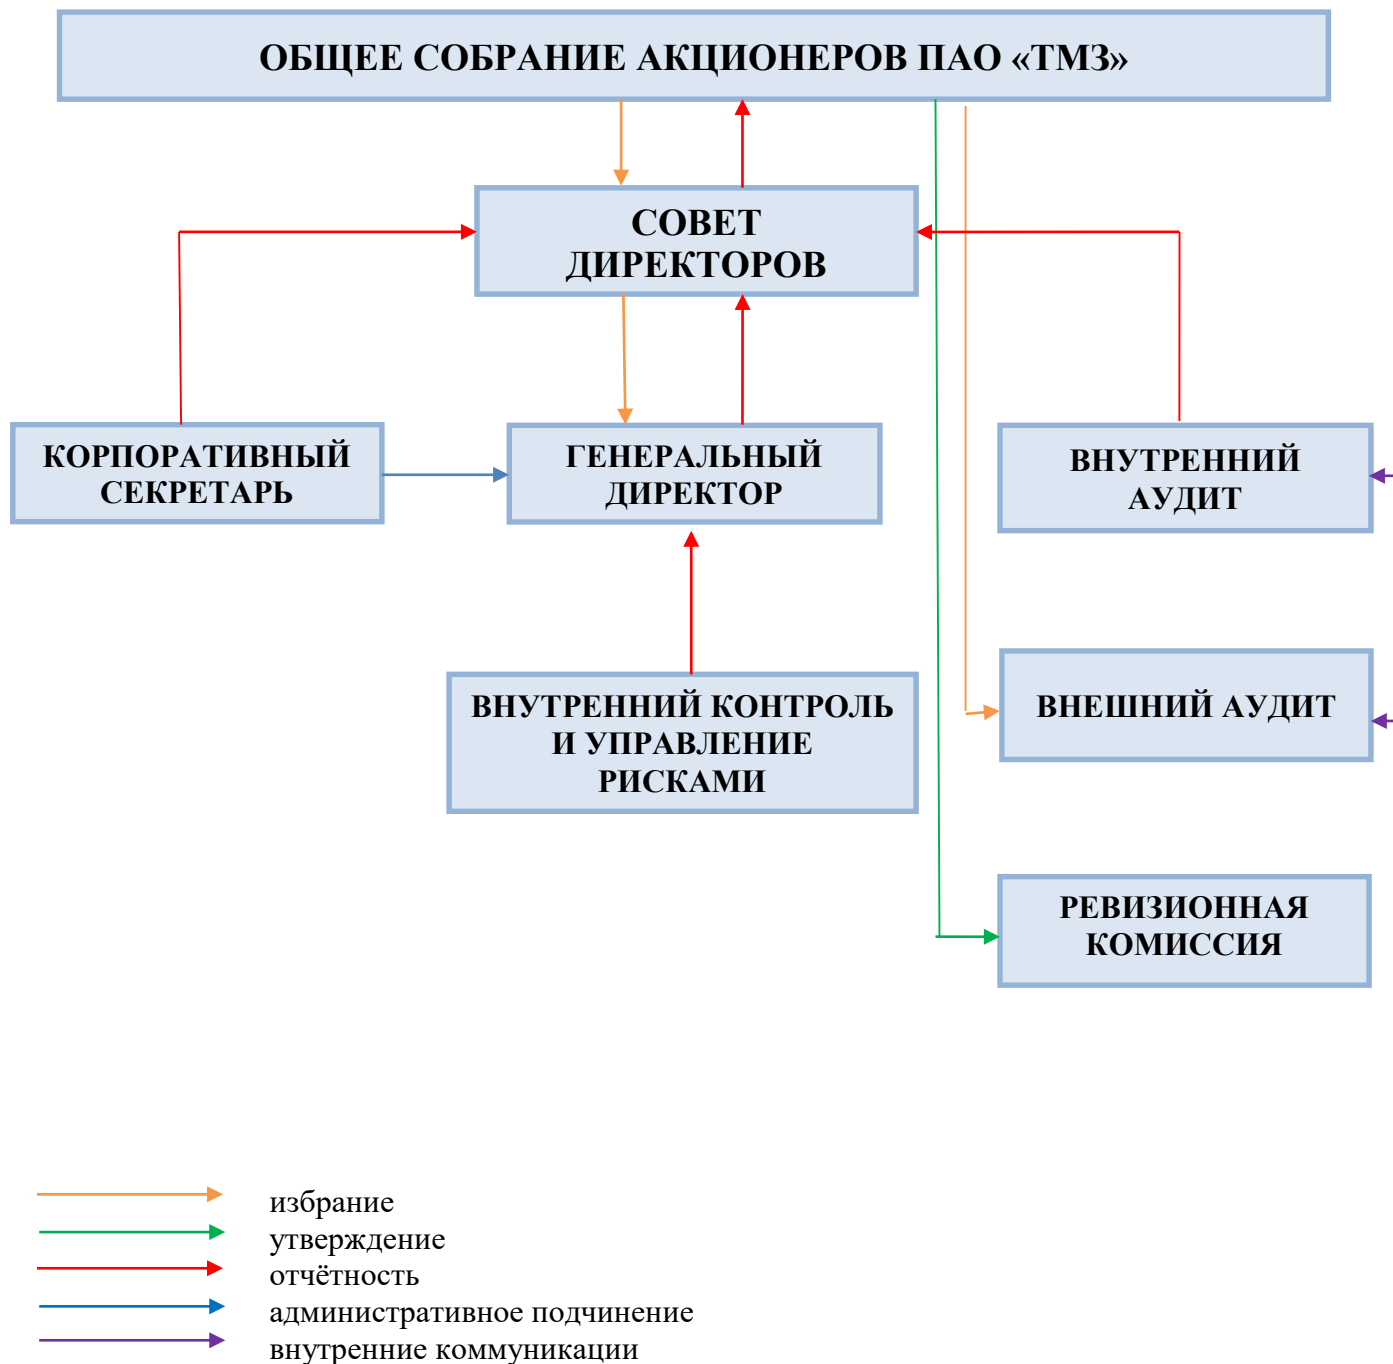 ОБЩЕЕ СОБРАНИЕ АКЦИОНЕРОВ ПАО «ТМЗ»
СОВЕТ
ДИРЕКТОРОВ
КОРПОРАТИВНЫЙ
СЕКРЕТАРЬ
ГЕНЕРАЛЬНЫЙ
ДИРЕКТОР
ВНУТРЕННИЙ
АУДИТ
ВНУТРЕННИЙ КОНТРОЛЬ
И УПРАВЛЕНИЕ
РИСКАМИ
ВНЕШНИЙ АУДИТ
РЕВИЗИОННАЯ
КОМИССИЯ
избрание
утверждение
отчётность
административное подчинение
внутренние коммуникации